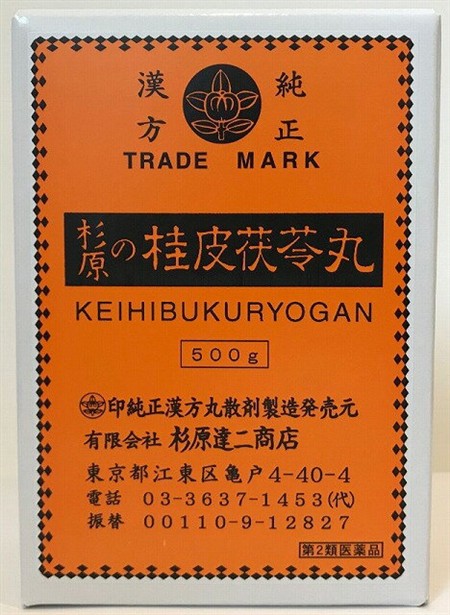 漢方 純正
TRADE MARK
杉原の桂皮茯苓丸
KEIHIBUKURYOGAN
500g
印純正漢方丸散剤製造発売元
有限会社 杉原達二商店
東京都江東区亀戸4-40-4
電話 03-3637-1453(代)
振替 00110-9-12827
第2類医薬品